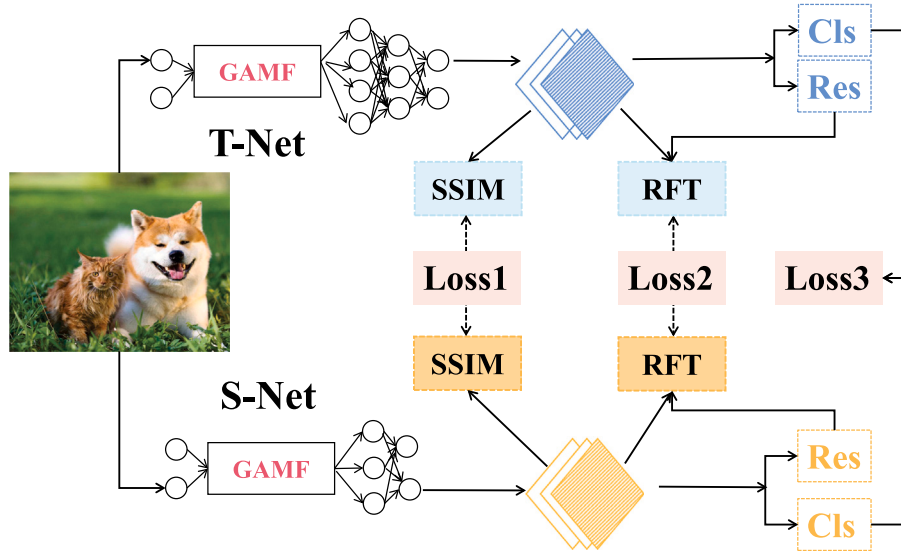 GAMF
Cls
Res
T-Net
SSIM
RFT
Loss1
Loss2
Loss3
SSIM
RFT
S-Net
GAMF
Res
Cls